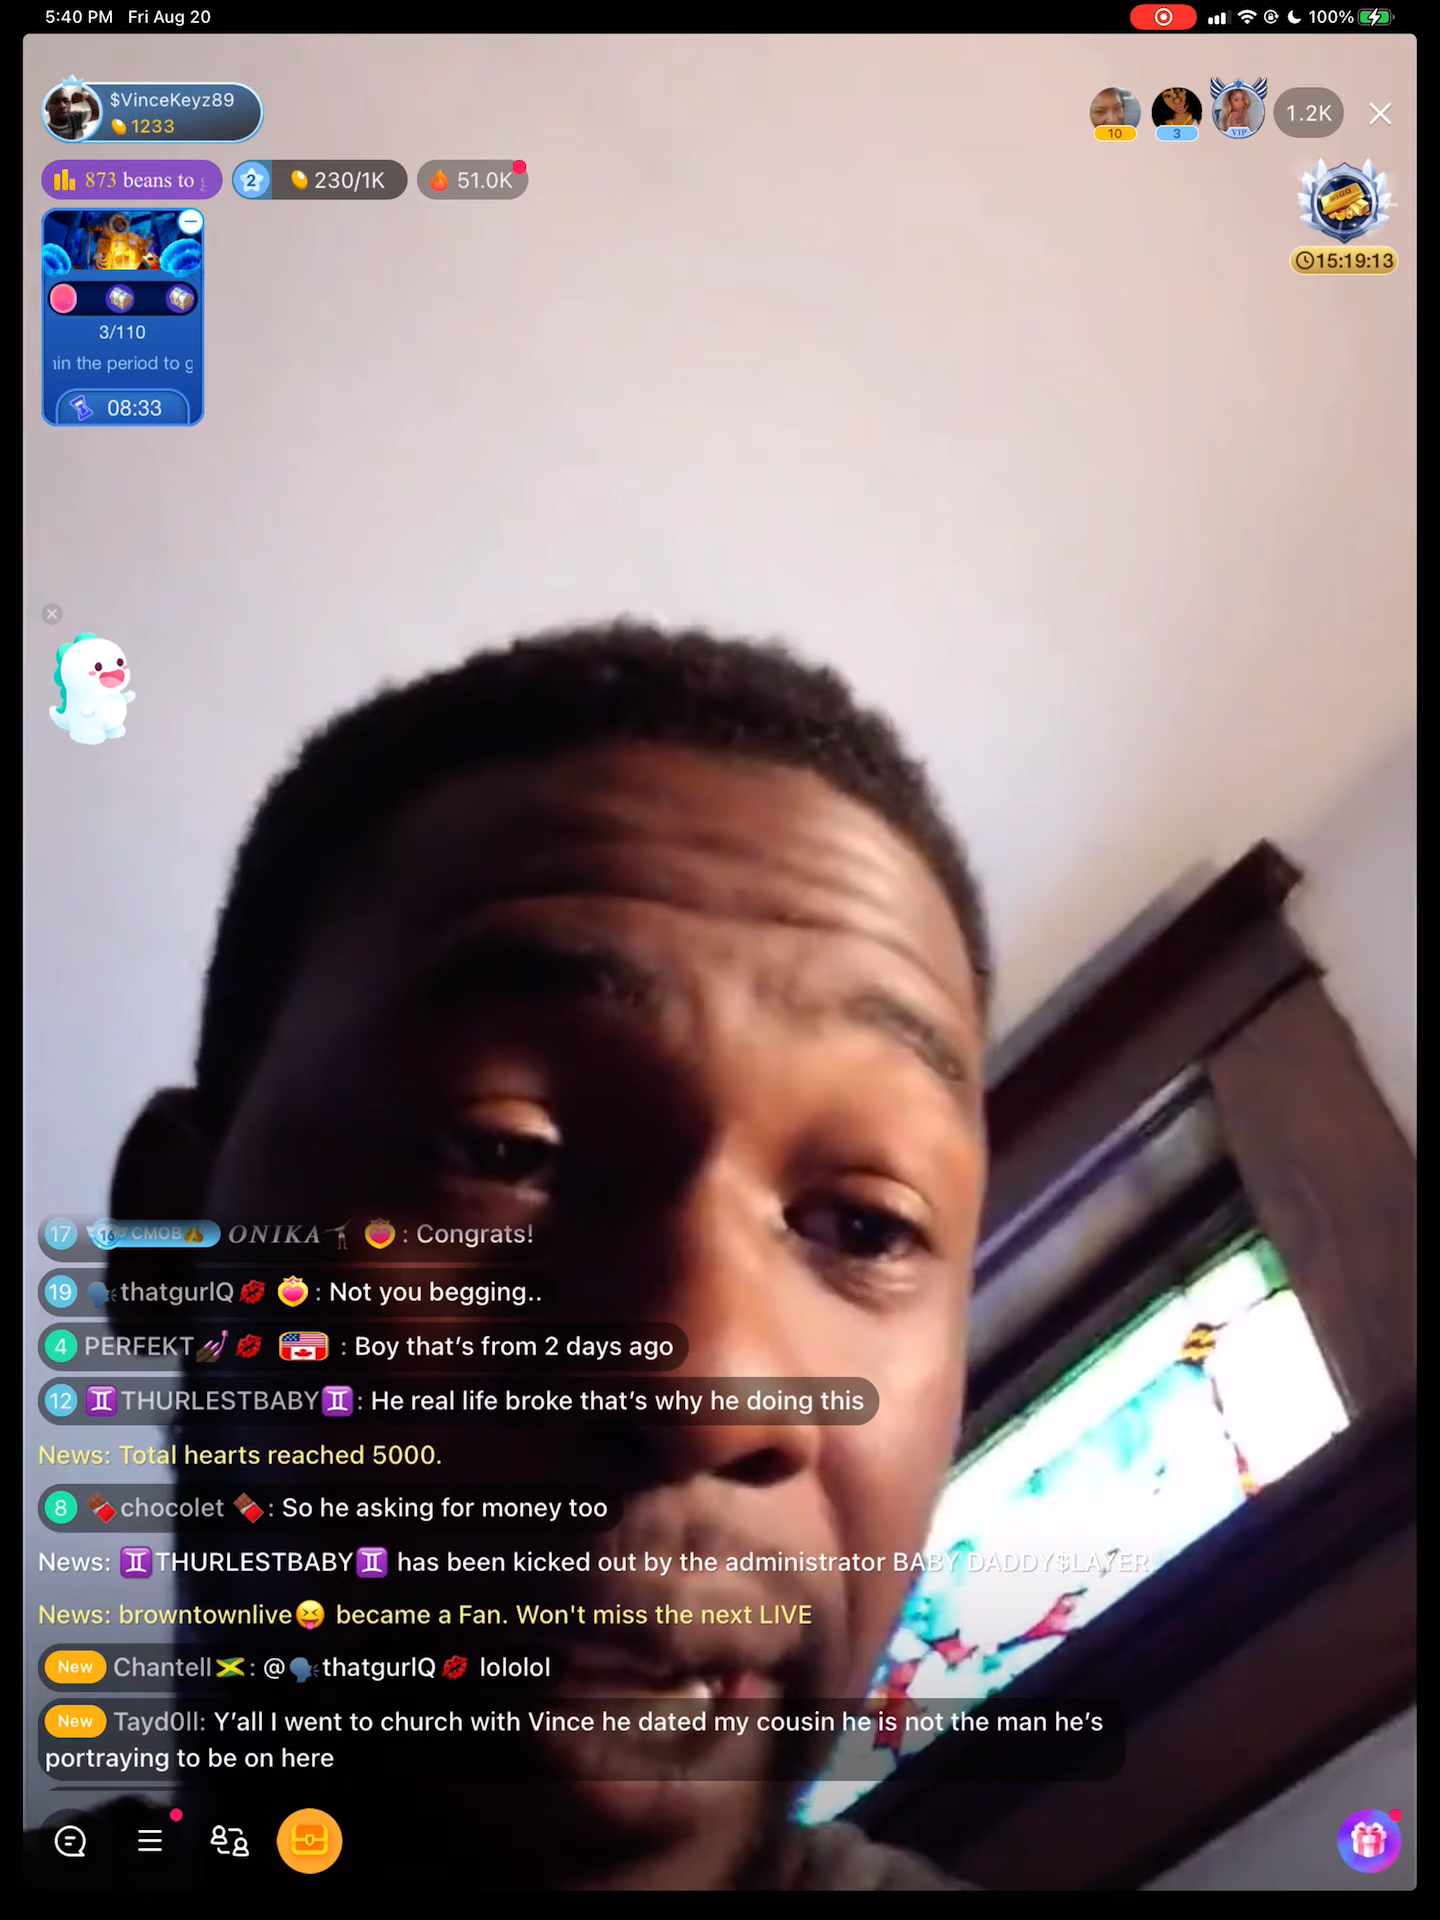 5:40 PM Fri Aug 20
100%
$VinceKeyz89
1233
10
3
VIP
1.2K
873 beans to
2
230/1K
51.0K
15:19:13
3/110
in the period to g
08:33
17 16 CMOB🔥 ONIKA : Congrats!
19 🗣thatgurlQ💋 : Not you begging..
4 PERFEKT💅🏿💋 : Boy that's from 2 days ago
12 ♊THURLESTBABY♊: He real life broke that's why he doing this
News: Total hearts reached 5000.
8 🍫chocolet 🍫: So he asking for money too
News: ♊THURLESTBABY♊ has been kicked out by the administrator BABY DADDY$LAYER.
News: browntownlive😝 became a Fan. Won't miss the next LIVE
New Chantell🇯🇲: @🗣thatgurlQ💋 lololol
New Tayd0ll: Y'all I went to church with Vince he dated my cousin he is not the man he's
portraying to be on here